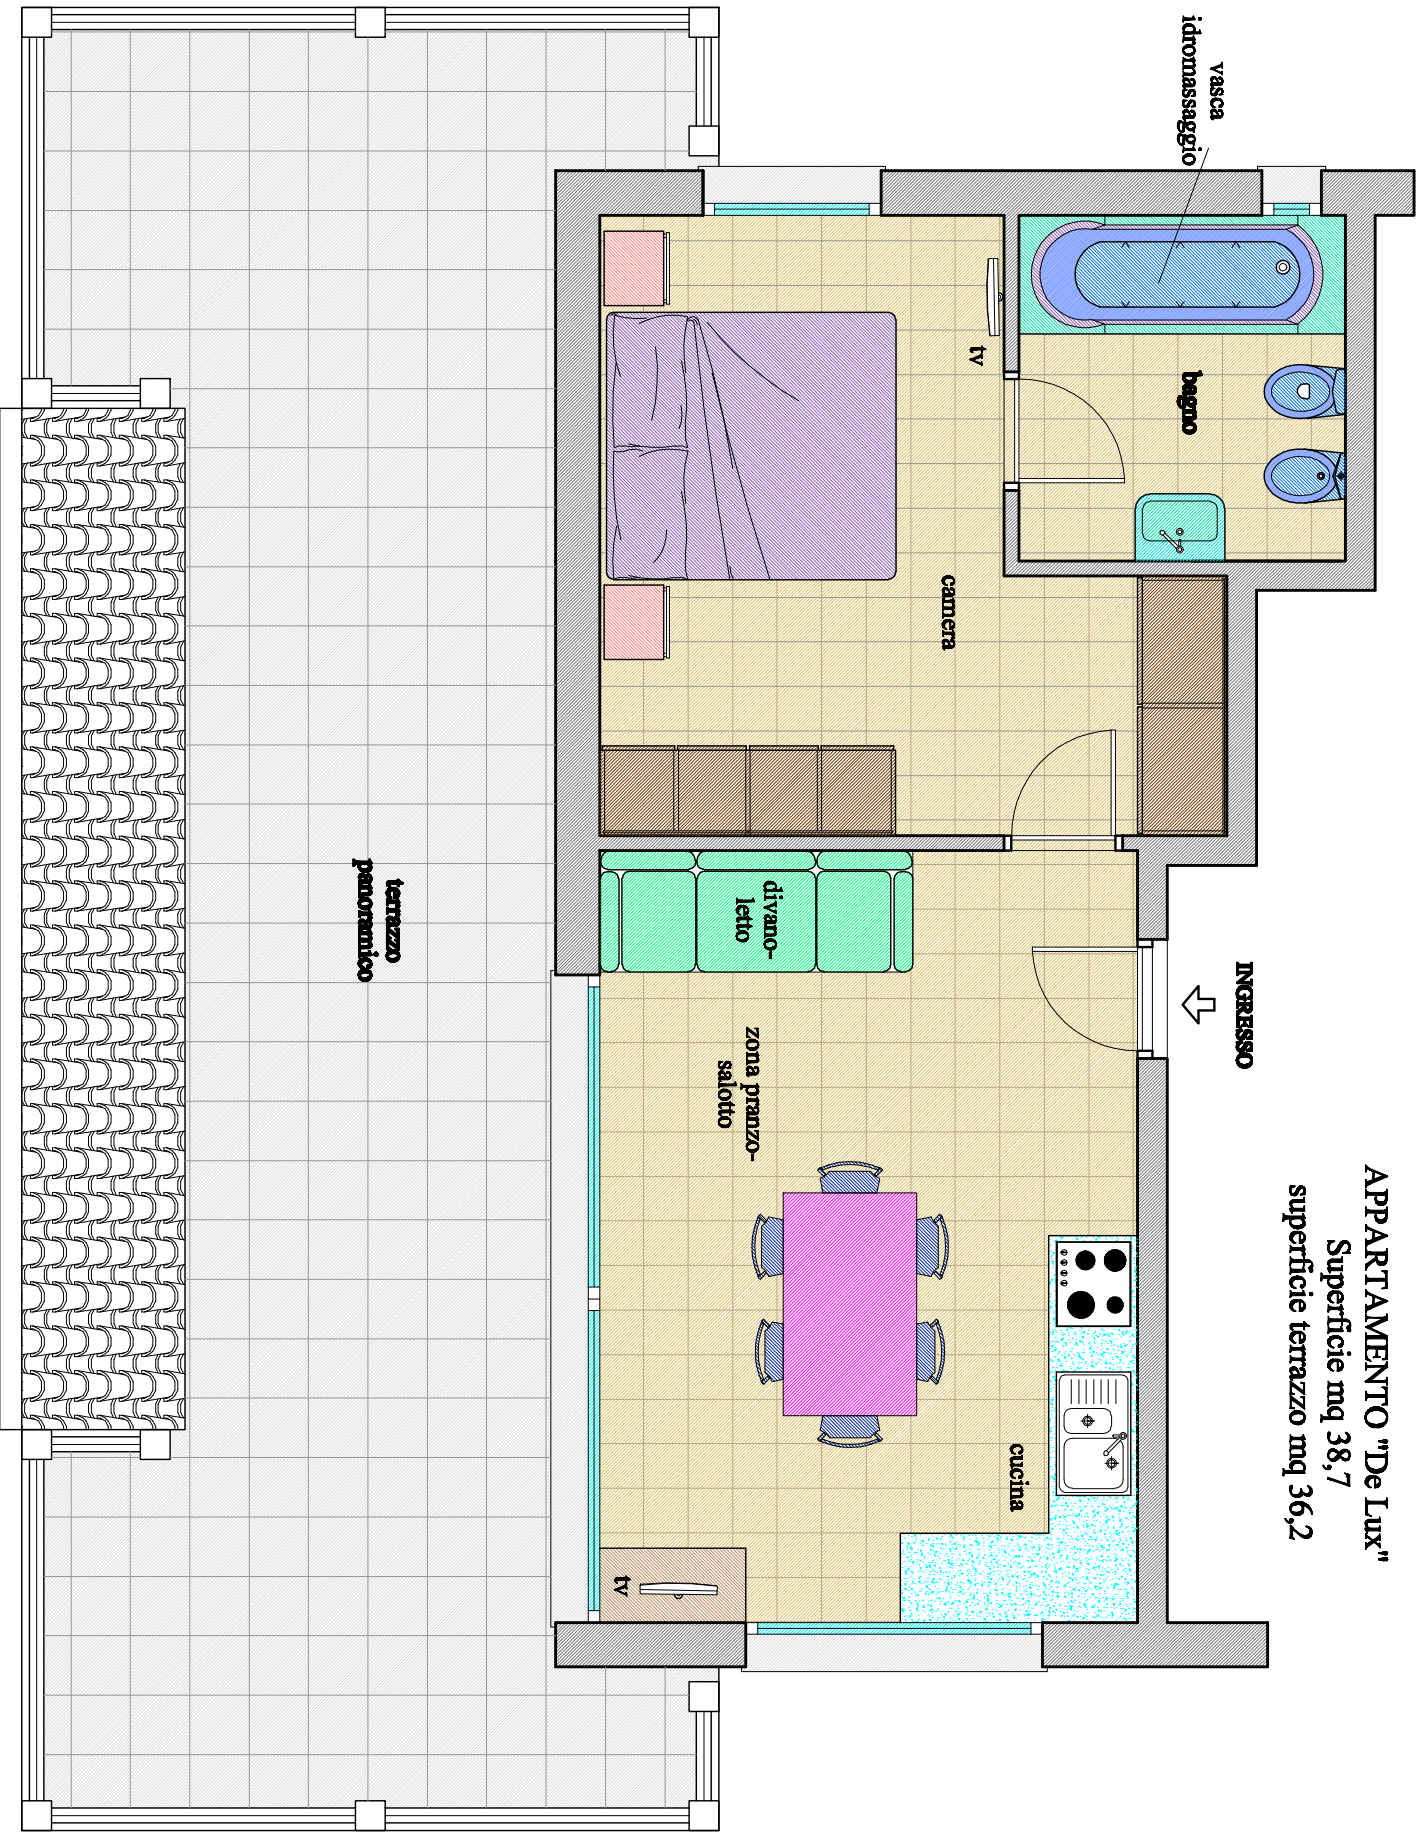 APPARTAMENTO "De Lux"
Superficie mq 38,7
superficie terrazzo mq 36,2
INGRESSO
vasca
idromassaggio
bagno
tv
camera
divano-
letto
zona pranzo-
salotto
cucina
tv
terrazzo
panoramico